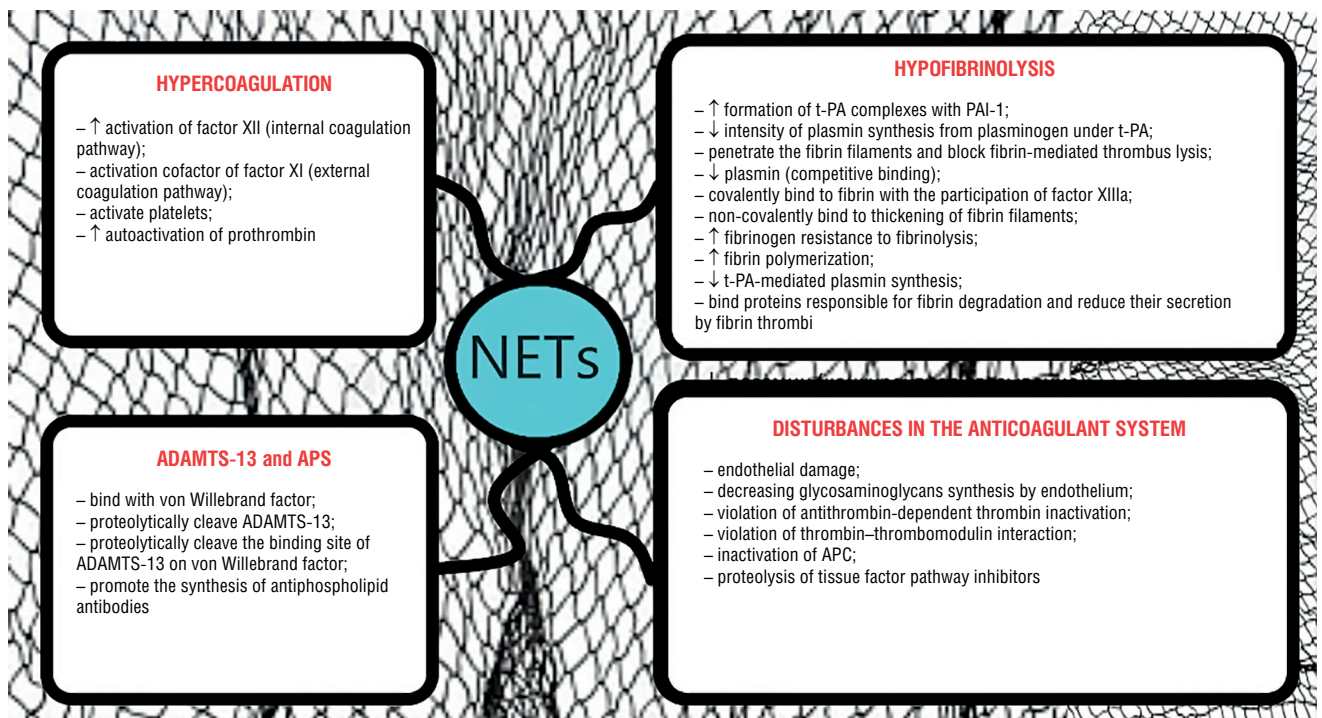 HYPERCOAGULATION
– ↑ activation of factor XII (internal coagulation
pathway);
– activation cofactor of factor XI (external
coagulation pathway);
– activate platelets;
– ↑ autoactivation of prothrombin
HYPOFIBRINOLYSIS
– ↑ formation of t-PA complexes with PAI-1;
– ↓ intensity of plasmin synthesis from plasminogen under t-PA;
– penetrate the fibrin filaments and block fibrin-mediated thrombus lysis;
– ↓ plasmin (competitive binding);
– covalently bind to fibrin with the participation of factor XIIIa;
– non-covalently bind to thickening of fibrin filaments;
– ↑ fibrinogen resistance to fibrinolysis;
– ↑ fibrin polymerization;
– ↓ t-PA-mediated plasmin synthesis;
– bind proteins responsible for fibrin degradation and reduce their secretion
by fibrin thrombi
NETs
ADAMTS-13 and APS
– bind with von Willebrand factor;
– proteolytically cleave ADAMTS-13;
– proteolytically cleave the binding site of
ADAMTS-13 on von Willebrand factor;
– promote the synthesis of antiphospholipid
antibodies
DISTURBANCES IN THE ANTICOAGULANT SYSTEM
– endothelial damage;
– decreasing glycosaminoglycans synthesis by endothelium;
– violation of antithrombin-dependent thrombin inactivation;
– violation of thrombin–thrombomodulin interaction;
– inactivation of APC;
– proteolysis of tissue factor pathway inhibitors